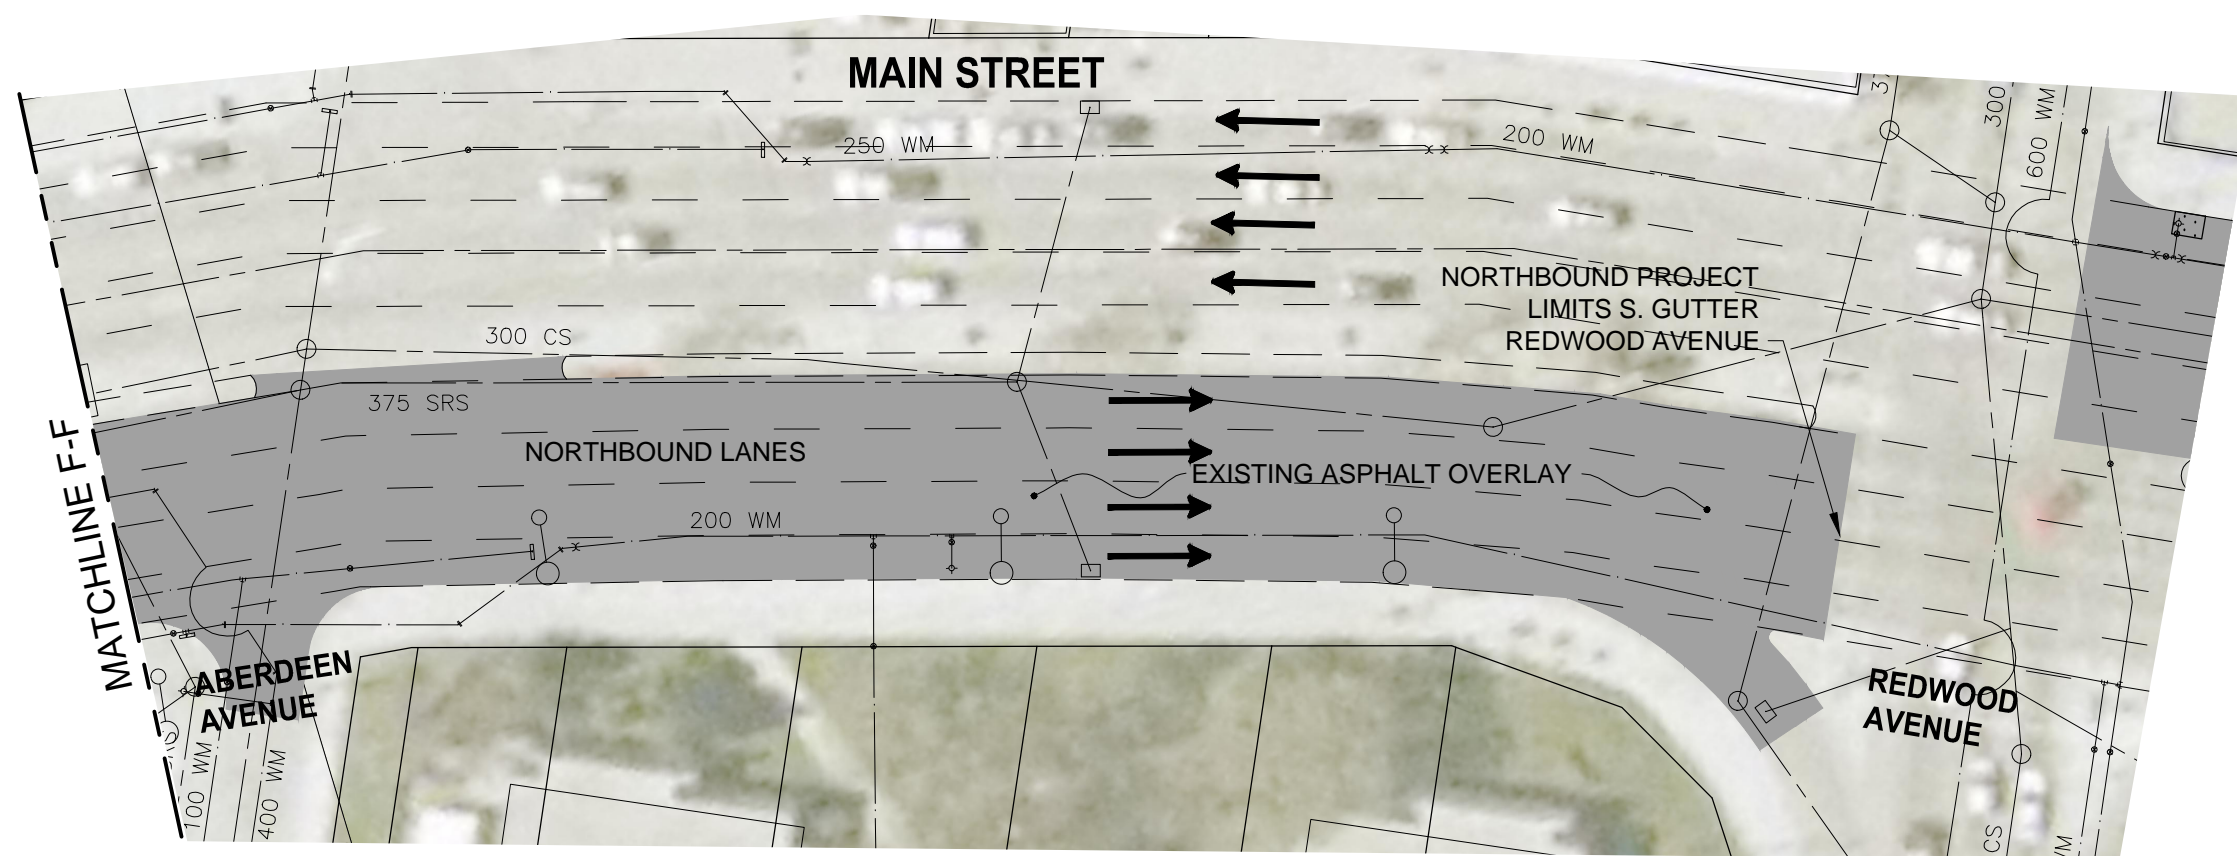 MAIN STREET
250 WM
200 WM
300
600 WM
NORTHBOUND PROJECT
LIMITS S. GUTTER
REDWOOD AVENUE
300 CS
375 SRS
NORTHBOUND LANES
EXISTING ASPHALT OVERLAY
200 WM
MATCHLINE F-F
ABERDEEN
AVENUE
REDWOOD
AVENUE
100 WM
400 WM
CS